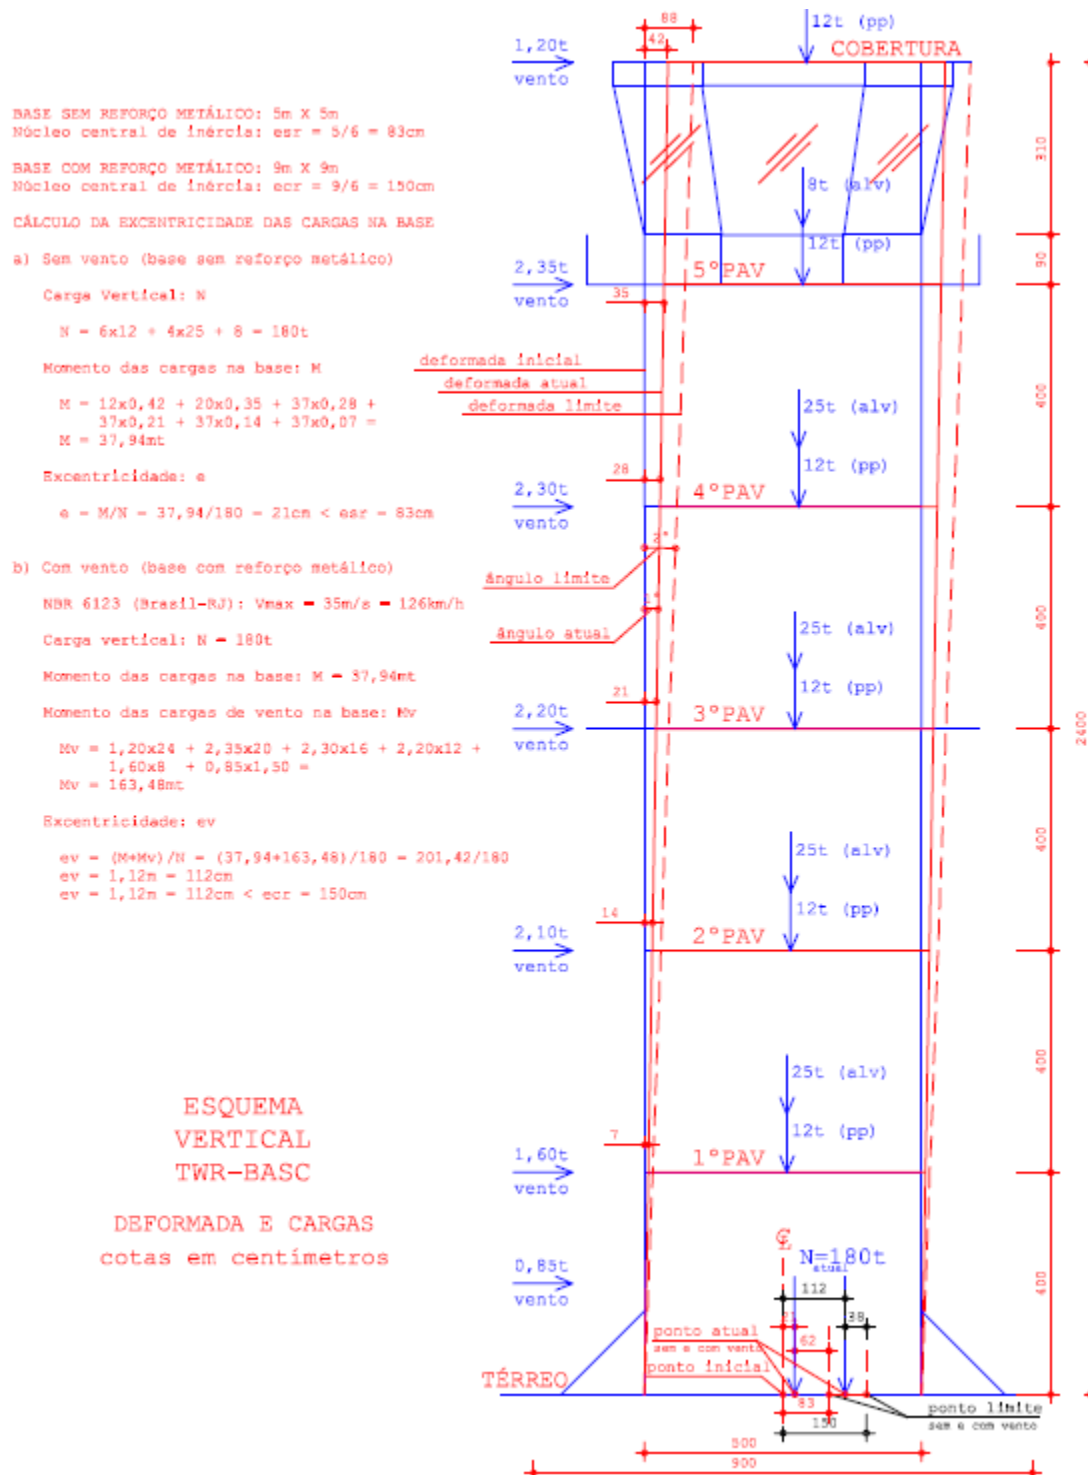 BASE SEM REFORÇO METÁLICO: 5m X 5m
Núcleo central de inércia: esr = 5/6 = 83cm
BASE COM REFORÇO METÁLICO: 9m X 9m
Núcleo central de inércia: ecr = 9/6 = 150cm
CÁLCULO DA EXCENTRICIDADE DAS CARGAS NA BASE
a) Sem vento (base sem reforço metálico)
Carga Vertical: N
N = 6x12 + 4x25 + 8 = 180t
Momento das cargas na base: M
M = 12x0,42 + 20x0,35 + 37x0,28 +
37x0,21 + 37x0,14 + 37x0,07 =
M = 37,94mt
Excentricidade: e
e = M/N = 37,94/180 = 21cm < esr = 83cm
b) Com vento (base com reforço metálico)
NBR 6123 (Brasil-RJ): Vmax = 35m/s = 126km/h
Carga vertical: N = 180t
Momento das cargas na base: M = 37,94mt
Momento das cargas de vento na base: Mv
Mv = 1,20x24 + 2,35x20 + 2,30x16 + 2,20x12 +
1,60x8 + 0,85x1,50 =
Mv = 163,48mt
Excentricidade: ev
ev = (M+Mv)/N = (37,94+163,48)/180 = 201,42/180
ev = 1,12m = 112cm
ev = 1,12m = 112cm < ecr = 150cm
ESQUEMA
VERTICAL
TWR-BASC
DEFORMADA E CARGAS
cotas em centímetros
88
42
12t (pp)
1,20t
vento
COBERTURA
310
8t (alv)
12t (pp)
90
2,35t
vento
5°PAV
35
deformada inicial
deformada atual
deformada limite
400
25t (alv)
12t (pp)
28
2,30t
vento
4°PAV
2°
ângulo limite
1°
ângulo atual
400
25t (alv)
12t (pp)
21
2,20t
vento
3°PAV
2400
400
25t (alv)
12t (pp)
14
2,10t
vento
2°PAV
400
25t (alv)
12t (pp)
7
1,60t
vento
1°PAV
400
N=180t
atual
0,85t
vento
112
21
38
62
ponto atual
sem e com vento
ponto inicial
TÉRREO
83
150
ponto limite
sem e com vento
500
900